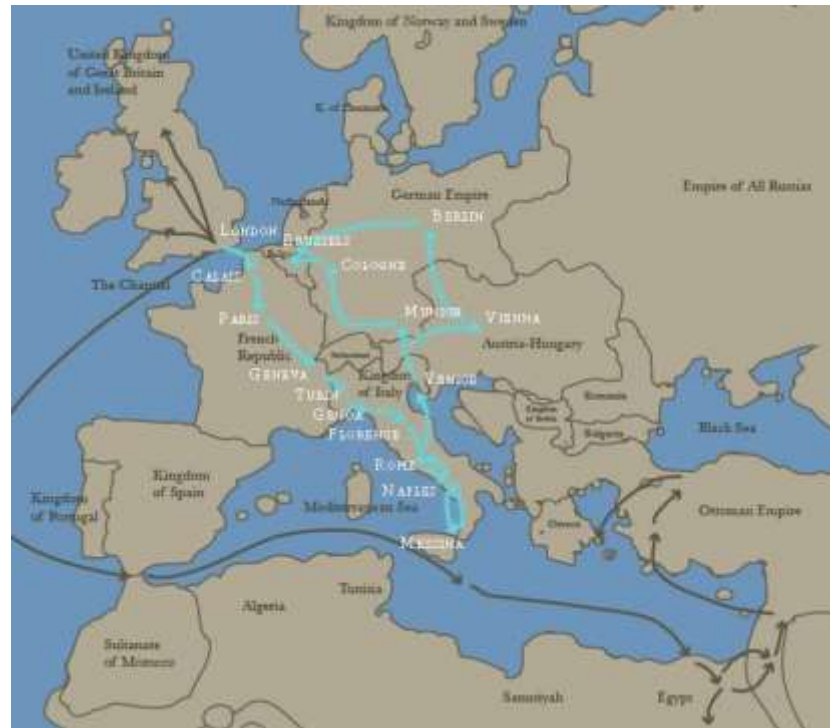 Kingdom of Norway and Sweden
United Kingdom
of Great Britain
and Ireland
K. of Denmark
Netherlands
German Empire
Empire of All Russias
BERLIN
LONDON
BRUSSELS
COLOGNE
CALAIS
The Channel
PARIS
MUNICH
VIENNA
French
Republic
Austria-Hungary
Switzerland
GENEVA
Kingdom
of Italy
VENICE
TURIN
GENOA
FLORENCE
Romania
Bulgaria
Black Sea
ROME
NAPLES
Kingdom
of Spain
Kingdom
of Portugal
Mediterranean Sea
MESSINA
Greece
Ottoman Empire
Tunisia
Algeria
Sultanate
of Morocco
Egypt